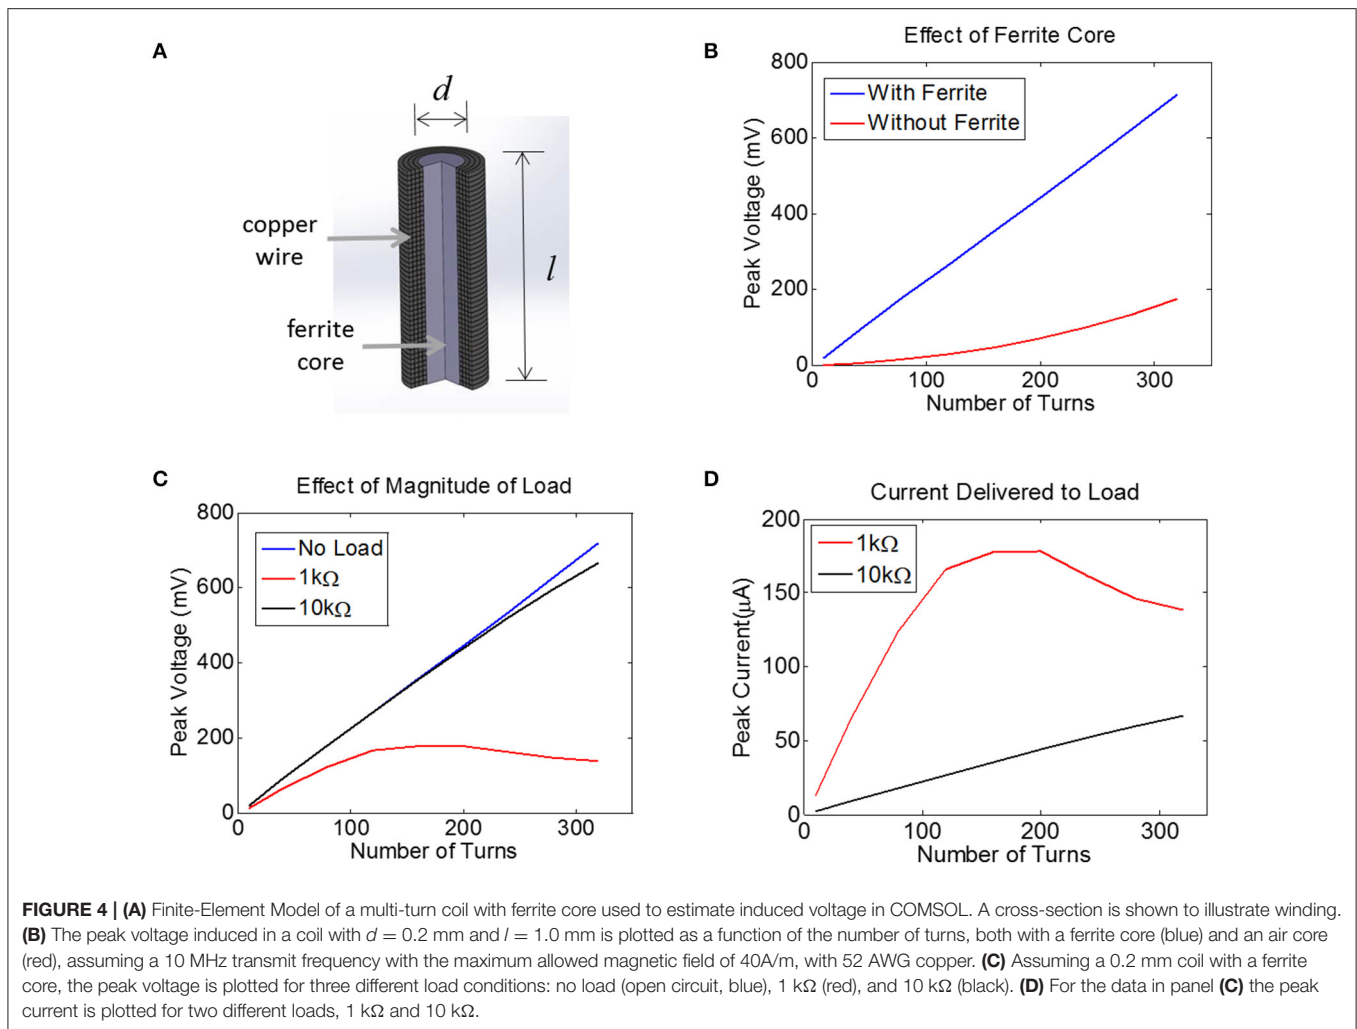 A
d
copper
wire
l
ferrite
core
B
Effect of Ferrite Core
800
600
400
200
0
Peak Voltage (mV)
With Ferrite
Without Ferrite
0
100
200
300
Number of Turns
C
Effect of Magnitude of Load
800
600
400
200
0
Peak Voltage (mV)
No Load
1kΩ
10kΩ
0
100
200
300
Number of Turns
D
Current Delivered to Load
200
150
100
50
0
Peak Current(μA)
1kΩ
10kΩ
0
100
200
300
Number of Turns
FIGURE 4 | (A) Finite-Element Model of a multi-turn coil with ferrite core used to estimate induced voltage in COMSOL. A cross-section is shown to illustrate winding.
(B) The peak voltage induced in a coil with d = 0.2 mm and l = 1.0 mm is plotted as a function of the number of turns, both with a ferrite core (blue) and an air core
(red), assuming a 10 MHz transmit frequency with the maximum allowed magnetic field of 40A/m, with 52 AWG copper. (C) Assuming a 0.2 mm coil with a ferrite
core, the peak voltage is plotted for three different load conditions: no load (open circuit, blue), 1 kΩ (red), and 10 kΩ (black). (D) For the data in panel (C) the peak
current is plotted for two different loads, 1 kΩ and 10 kΩ.